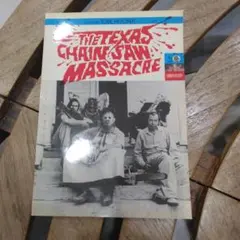 THE TEXAS
CHAIN SAW
MASSACRE